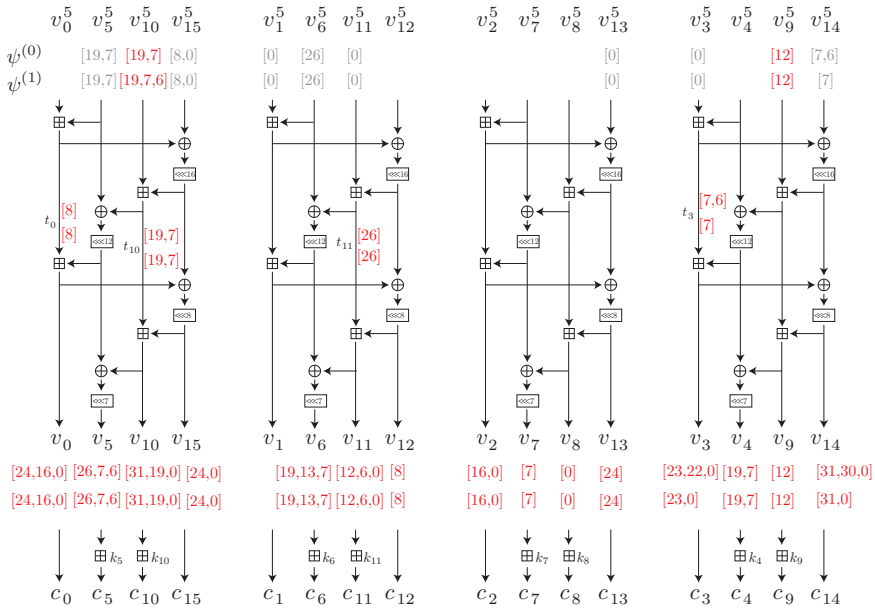 v_0^5 v_5^5 v_10^5 v_15^5 v_1^5 v_6^5 v_11^5 v_12^5 v_2^5 v_7^5 v_8^5 v_13^5 v_3^5 v_4^5 v_9^5 v_14^5
ψ^(0) [19,7] [19,7] [8,0] [0] [26] [0] [0] [0] [12] [7,6]
ψ^(1) [19,7] [19,7,6] [8,0] [0] [26] [0] [0] [0] [12] [7]
<<<16 <<<16 <<<16 <<<16
t_0 [8] [7,6]
[8] t_10 [19,7] t_11 [26] t_3 [7]
[19,7] [26]
<<<12 <<<12 <<<12 <<<12
<<<8 <<<8 <<<8 <<<8
<<<7 <<<7 <<<7 <<<7
v_0 v_5 v_10 v_15 v_1 v_6 v_11 v_12 v_2 v_7 v_8 v_13 v_3 v_4 v_9 v_14
[24,16,0] [26,7,6] [31,19,0] [24,0] [19,13,7] [12,6,0] [8] [16,0] [7] [0] [24] [23,22,0] [19,7] [12] [31,30,0]
[24,16,0] [26,7,6] [31,19,0] [24,0] [19,13,7] [12,6,0] [8] [16,0] [7] [0] [24] [23,0] [19,7] [12] [31,0]
k_5 k_10 k_6 k_11 k_7 k_8 k_4 k_9
c_0 c_5 c_10 c_15 c_1 c_6 c_11 c_12 c_2 c_7 c_8 c_13 c_3 c_4 c_9 c_14